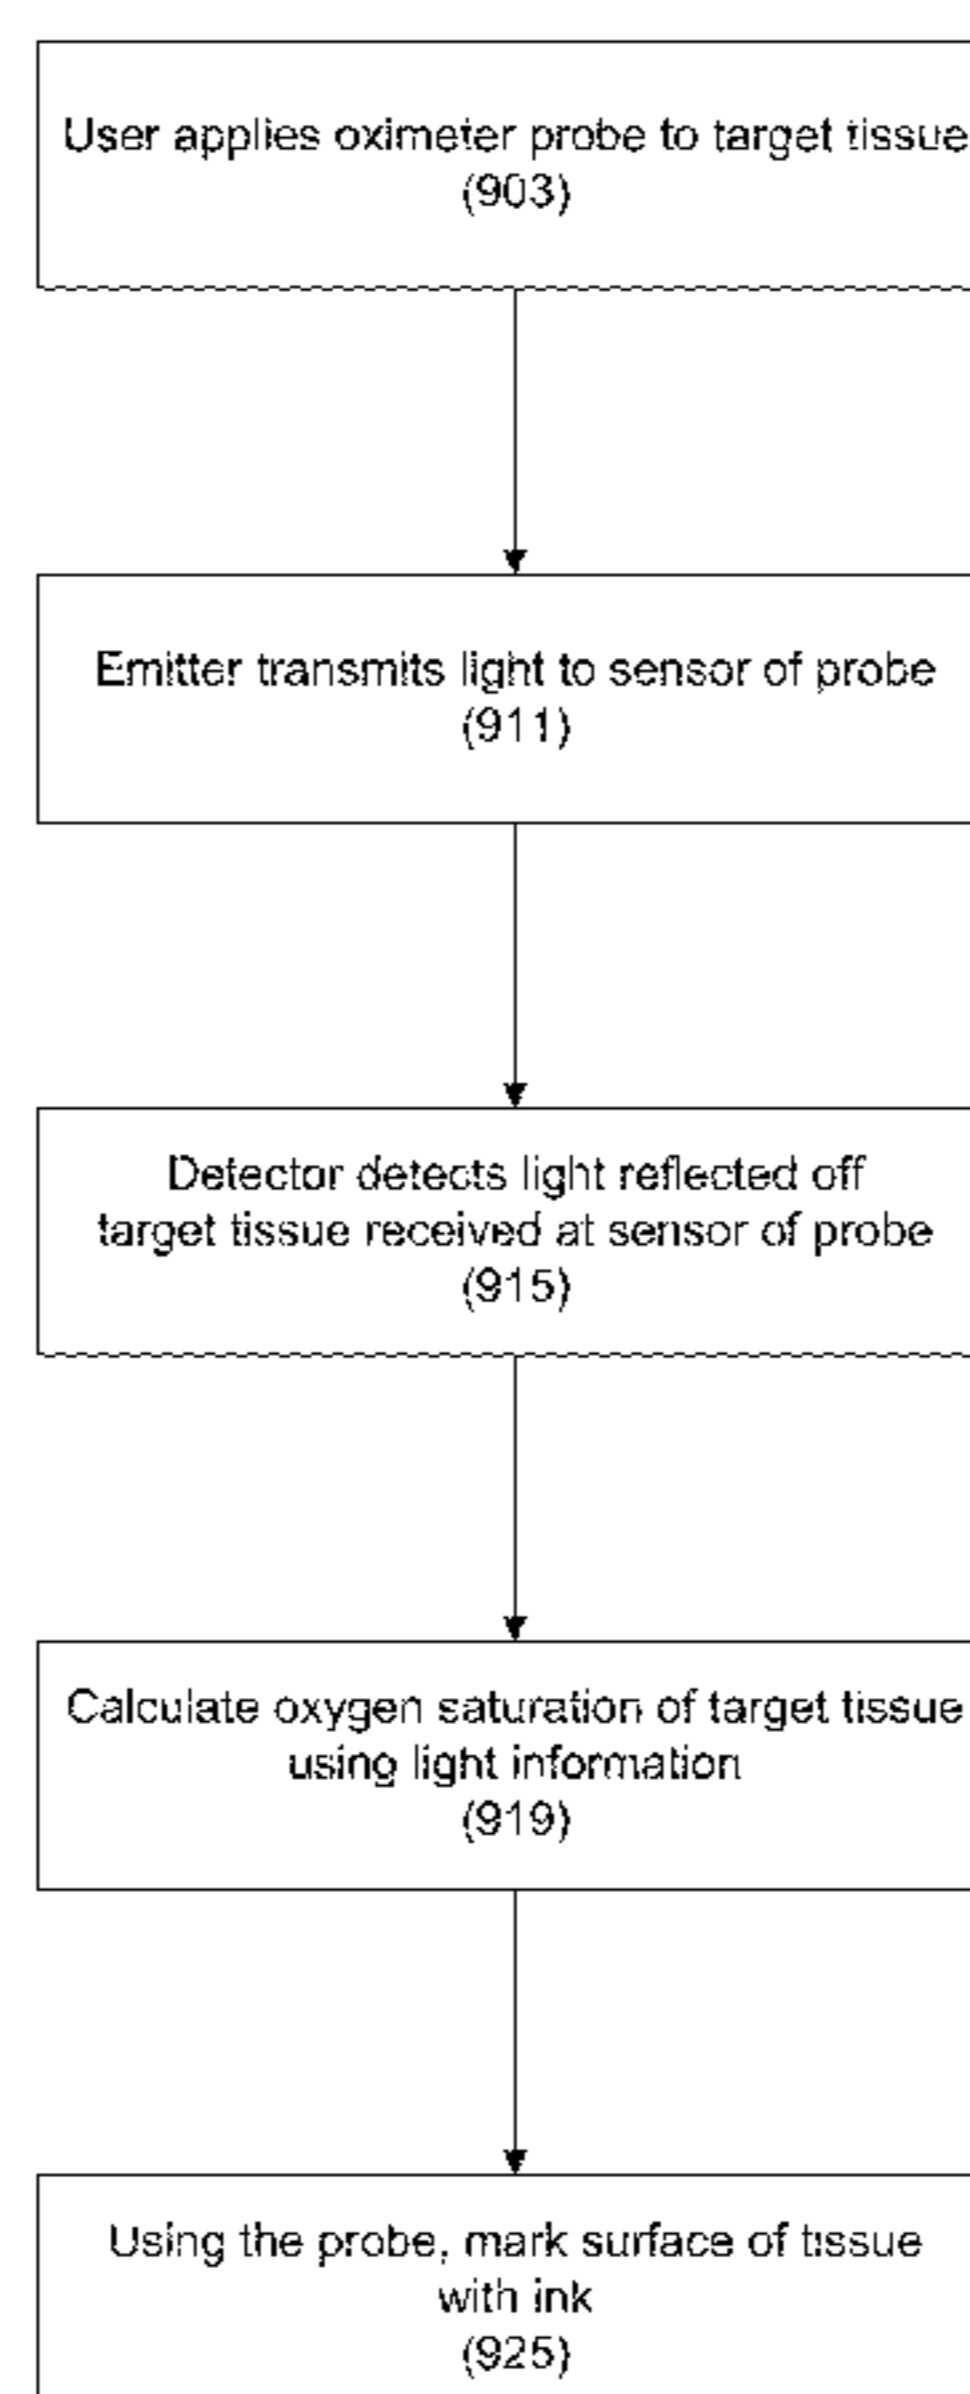 User applies oximeter probe to target tissue
(903)
Emitter transmits light to sensor of probe
(911)
Detector detects light reflected off
target tissue received at sensor of probe
(915)
Calculate oxygen saturation of target tissue
using light information
(919)
Using the probe, mark surface of tissue
with ink
(925)